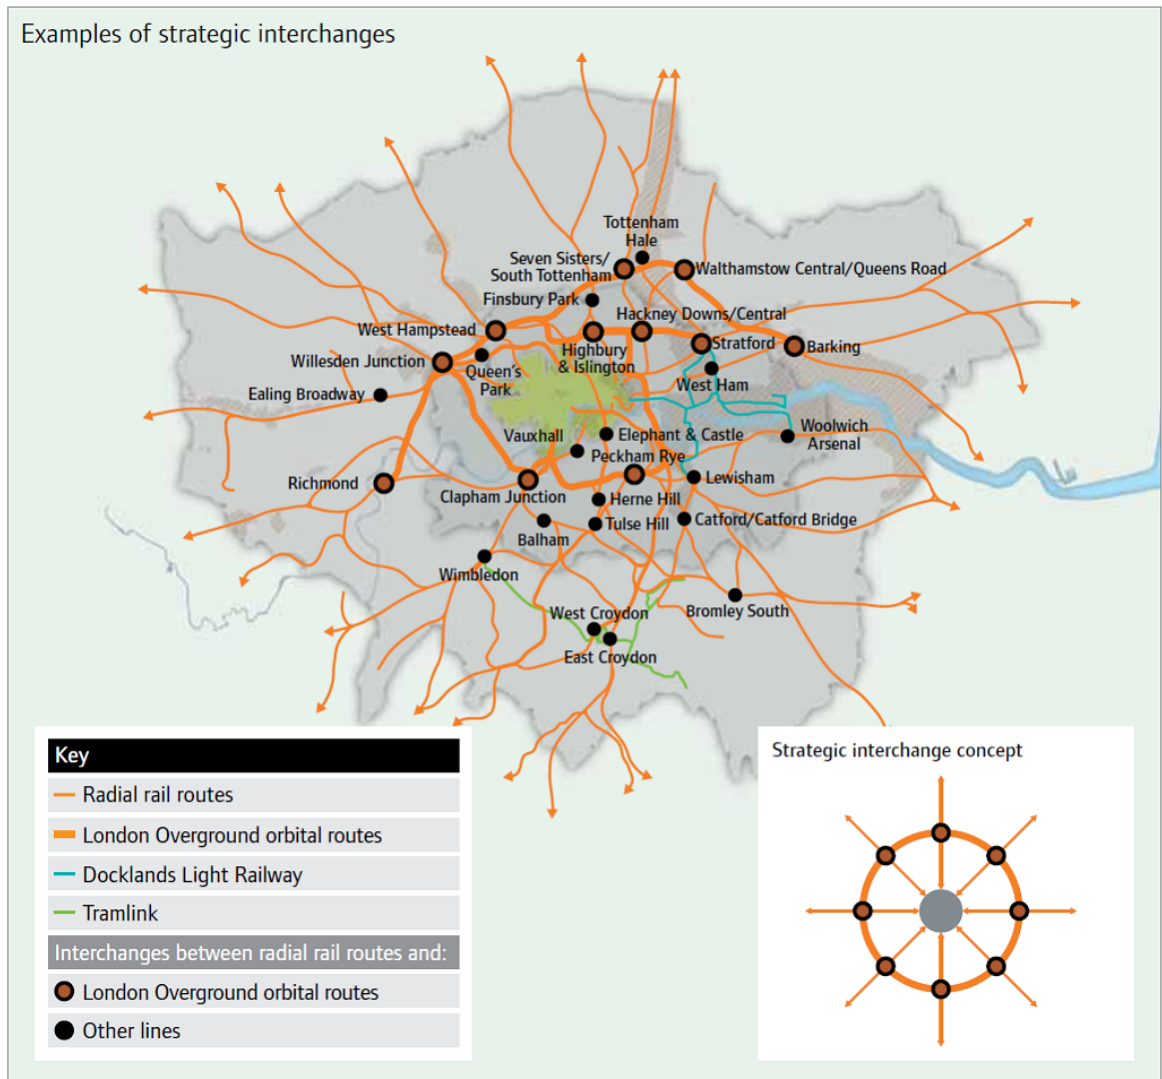 Examples of strategic interchanges
Tottenham
Hale
Seven Sisters/
South Tottenham
Walthamstow Central/Queens Road
Finsbury Park
Hackney Downs/Central
West Hampstead
Highbury
& Islington
Stratford
Barking
Willesden Junction
Queen's
Park
West Ham
Ealing Broadway
Vauxhall
Elephant & Castle
Woolwich
Arsenal
Peckham Rye
Richmond
Clapham Junction
Lewisham
Herne Hill
Balham
Tulse Hill
Catford/Catford Bridge
Wimbledon
West Croydon
Bromley South
East Croydon
Key
Radial rail routes
London Overground orbital routes
Docklands Light Railway
Tramlink
Interchanges between radial rail routes and:
London Overground orbital routes
Other lines
Strategic interchange concept